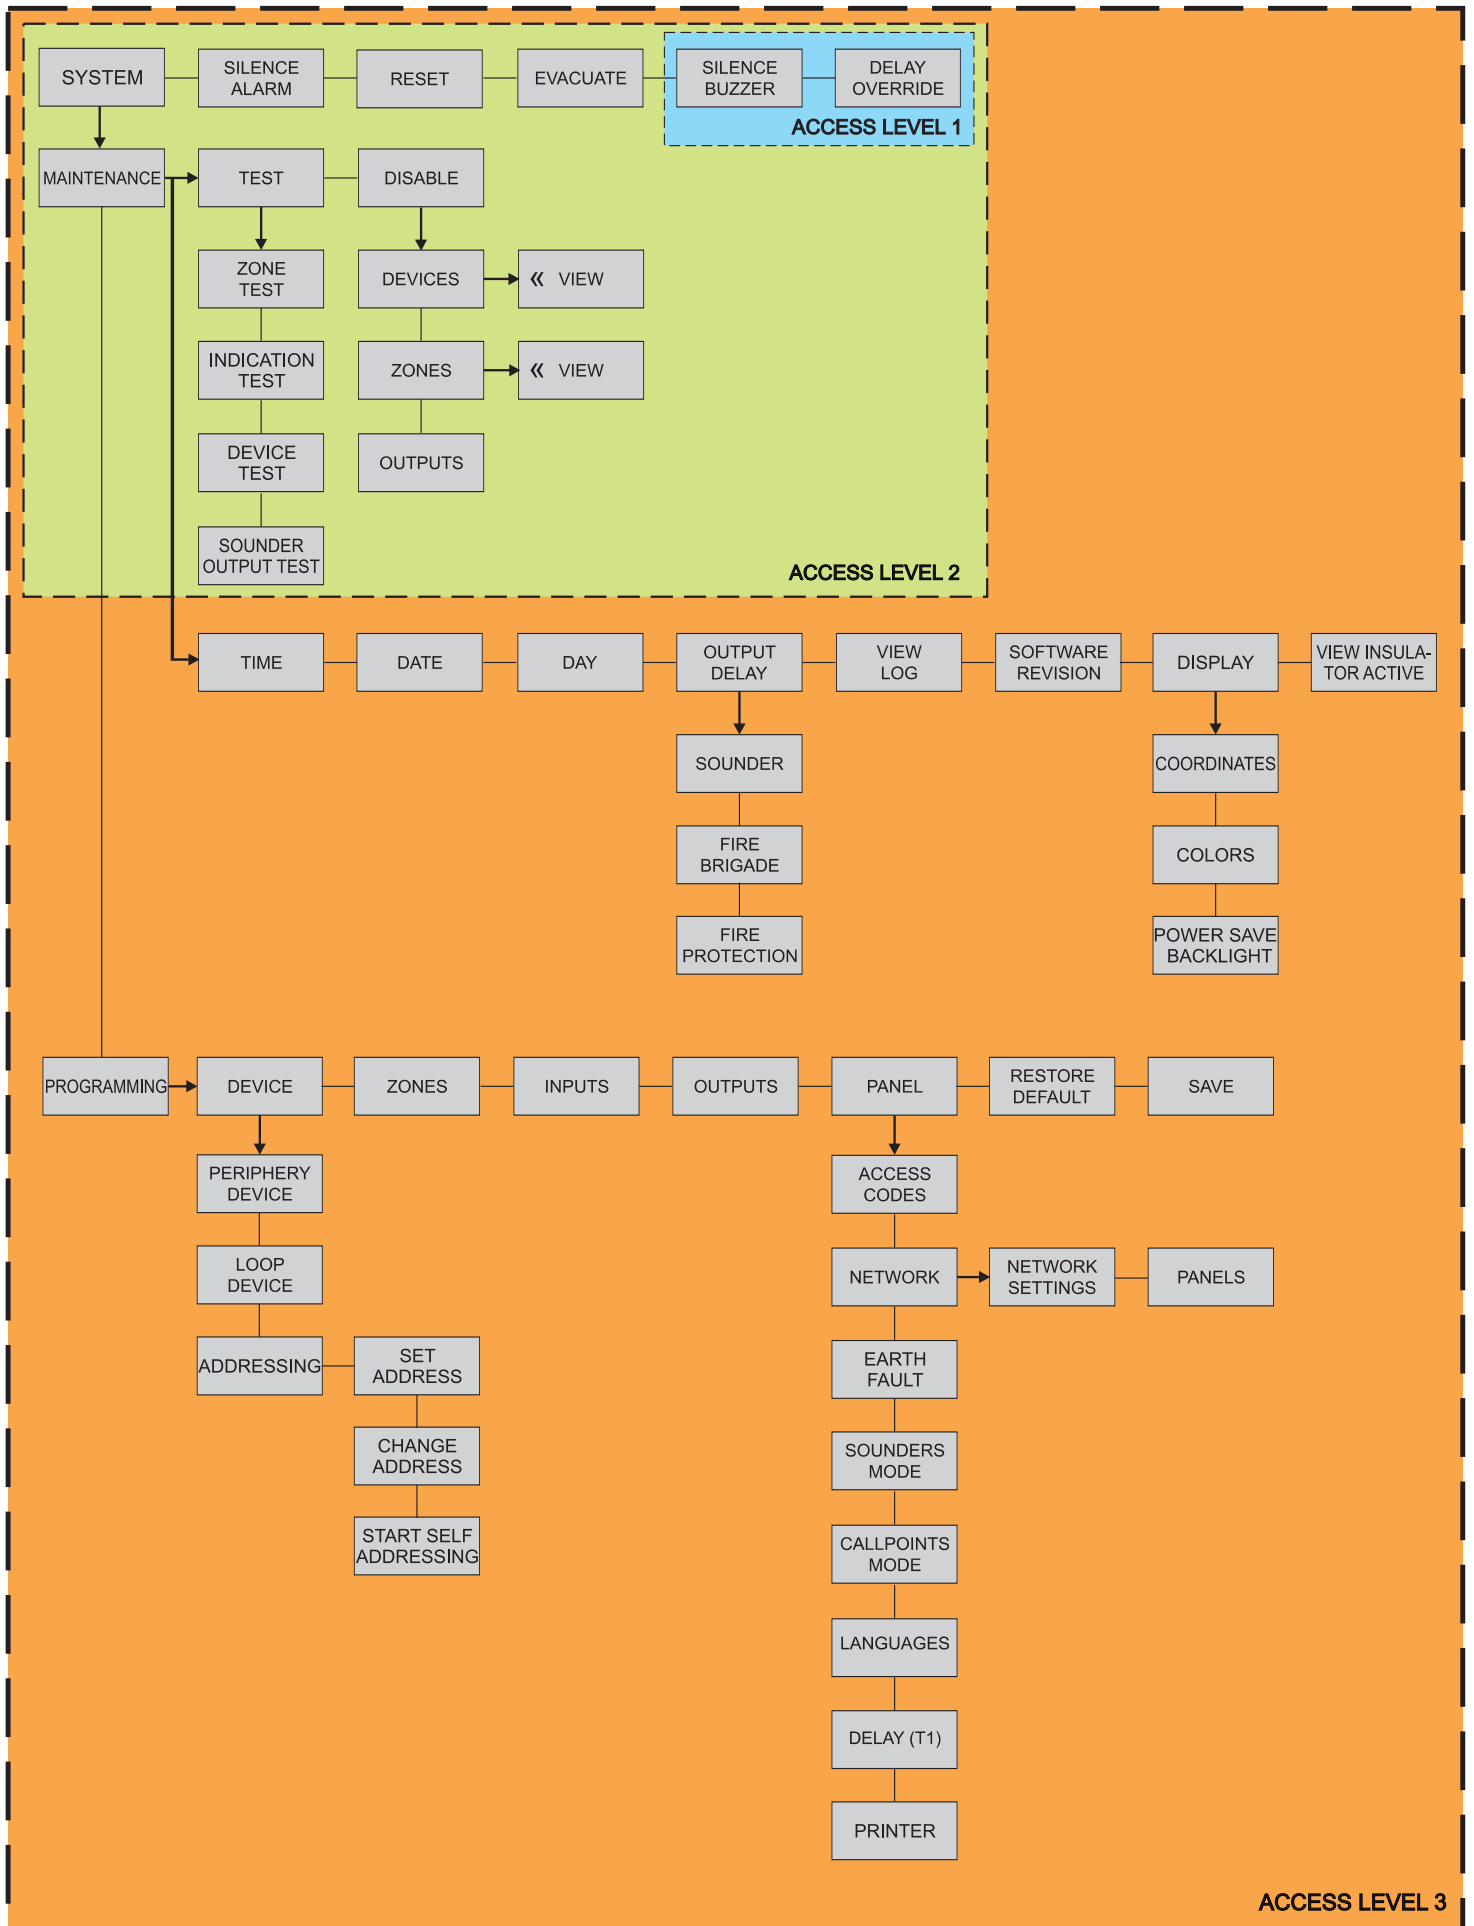 SYSTEM
SILENCE
ALARM
RESET
EVACUATE
SILENCE
BUZZER
DELAY
OVERRIDE
ACCESS LEVEL 1
MAINTENANCE
TEST
DISABLE
ZONE
TEST
DEVICES
« VIEW
INDICATION
TEST
ZONES
« VIEW
DEVICE
TEST
OUTPUTS
SOUNDER
OUTPUT TEST
ACCESS LEVEL 2
TIME
DATE
DAY
OUTPUT
DELAY
VIEW
LOG
SOFTWARE
REVISION
DISPLAY
VIEW INSULA-
TOR ACTIVE
SOUNDER
COORDINATES
FIRE
BRIGADE
COLORS
FIRE
PROTECTION
POWER SAVE
BACKLIGHT
PROGRAMMING
DEVICE
ZONES
INPUTS
OUTPUTS
PANEL
RESTORE
DEFAULT
SAVE
PERIPHERY
DEVICE
ACCESS
CODES
LOOP
DEVICE
NETWORK
NETWORK
SETTINGS
PANELS
ADDRESSING
SET
ADDRESS
EARTH
FAULT
CHANGE
ADDRESS
SOUNDERS
MODE
START SELF
ADDRESSING
CALLPOINTS
MODE
LANGUAGES
DELAY (T1)
PRINTER
ACCESS LEVEL 3